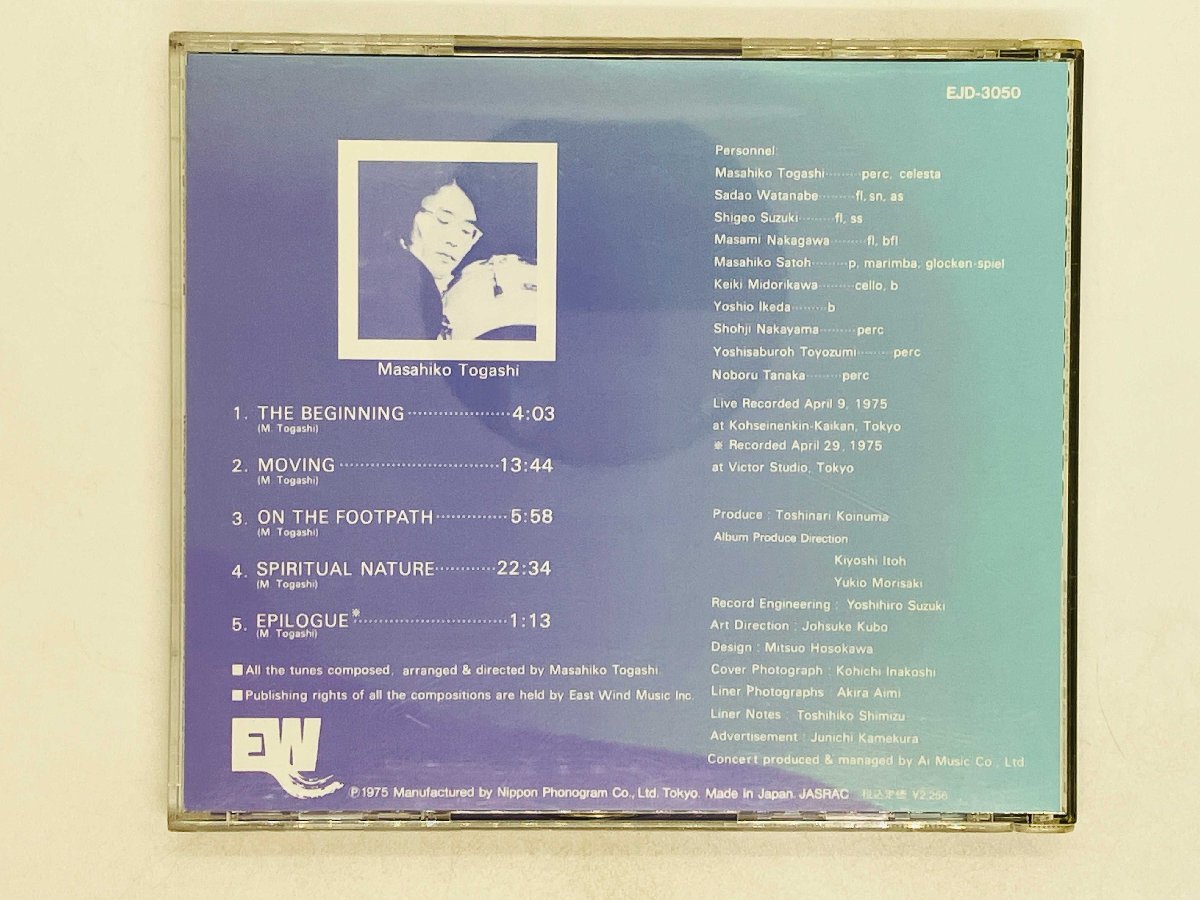 EJD-3050
Masahiko Togashi
1. THE BEGINNING····················4:03
(M. Togashi)
2. MOVING····························13:44
(M. Togashi)
3. ON THE FOOTPATH·············5:58
(M. Togashi)
4. SPIRITUAL NATURE···········22:34
(M. Togashi)
5. EPILOGUE※···························1:13
(M. Togashi)
■All the tunes composed, arranged & directed by Masahiko Togashi.
■Publishing rights of all the compositions are held by East Wind Music Inc.
EW
Personnel:
Masahiko Togashi········perc, celesta
Sadao Watanabe········fl, sn, as
Shigeo Suzuki········fl, ss
Masami Nakagawa········fl, bfl
Masahiko Satoh········p, marimba, glocken-spiel
Keiki Midorikawa········cello, b
Yoshio Ikeda········b
Shohji Nakayama········perc
Yoshisaburoh Toyozumi········perc
Noboru Tanaka········perc
Live Recorded April 9, 1975
at Kohseinenkin-Kaikan, Tokyo
※ Recorded April 29, 1975
at Victor Studio, Tokyo
Produce : Toshinari Koinuma
Album Produce Direction
Kiyoshi Itoh
Yukio Morisaki
Record Engineering : Yoshihiro Suzuki
Art Direction : Johsuke Kubo
Design : Mitsuo Hosokawa
Cover Photograph : Kohichi Inakoshi
Liner Photographs : Akira Aimi
Liner Notes : Toshihiko Shimizu
Advertisement : Junichi Kamekura
Concert produced & managed by Ai Music Co., Ltd.
Ⓟ1975 Manufactured by Nippon Phonogram Co., Ltd. Tokyo. Made in Japan. JASRAC 税込定価 ¥2,266